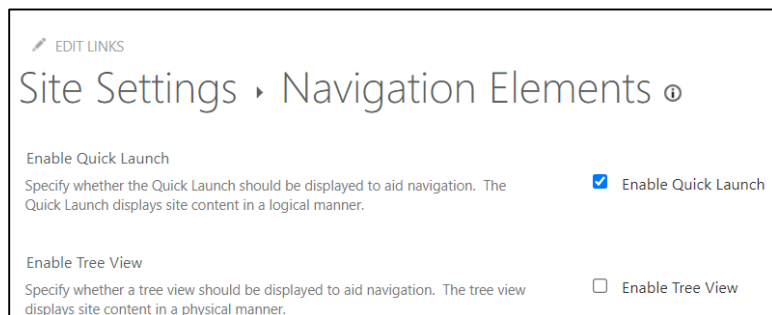 EDIT LINKS
Site Settings ▸ Navigation Elements
Enable Quick Launch
Specify whether the Quick Launch should be displayed to aid navigation. The
Quick Launch displays site content in a logical manner.
Enable Quick Launch
Enable Tree View
Specify whether a tree view should be displayed to aid navigation. The tree view
displays site content in a physical manner.
Enable Tree View